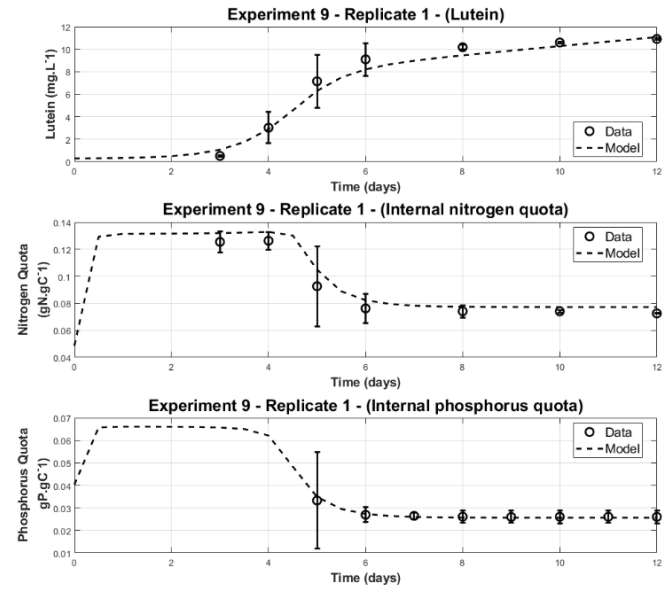 Experiment 9 - Replicate 1 - (Lutein)
12
10
8
6
4
2
0
Lutein (mg.L⁻¹)
Data
Model
0 2 4 6 8 10 12
Time (days)
Experiment 9 - Replicate 1 - (Internal nitrogen quota)
0.14
0.12
0.1
0.08
0.06
0.04
Nitrogen Quota
(gN.gC⁻¹)
Data
Model
0 2 4 6 8 10 12
Time (days)
Experiment 9 - Replicate 1 - (Internal phosphorus quota)
0.07
0.06
0.05
0.04
0.03
0.02
0.01
Phosphorus Quota
gP.gC⁻¹)
Data
Model
0 2 4 6 8 10 12
Time (days)